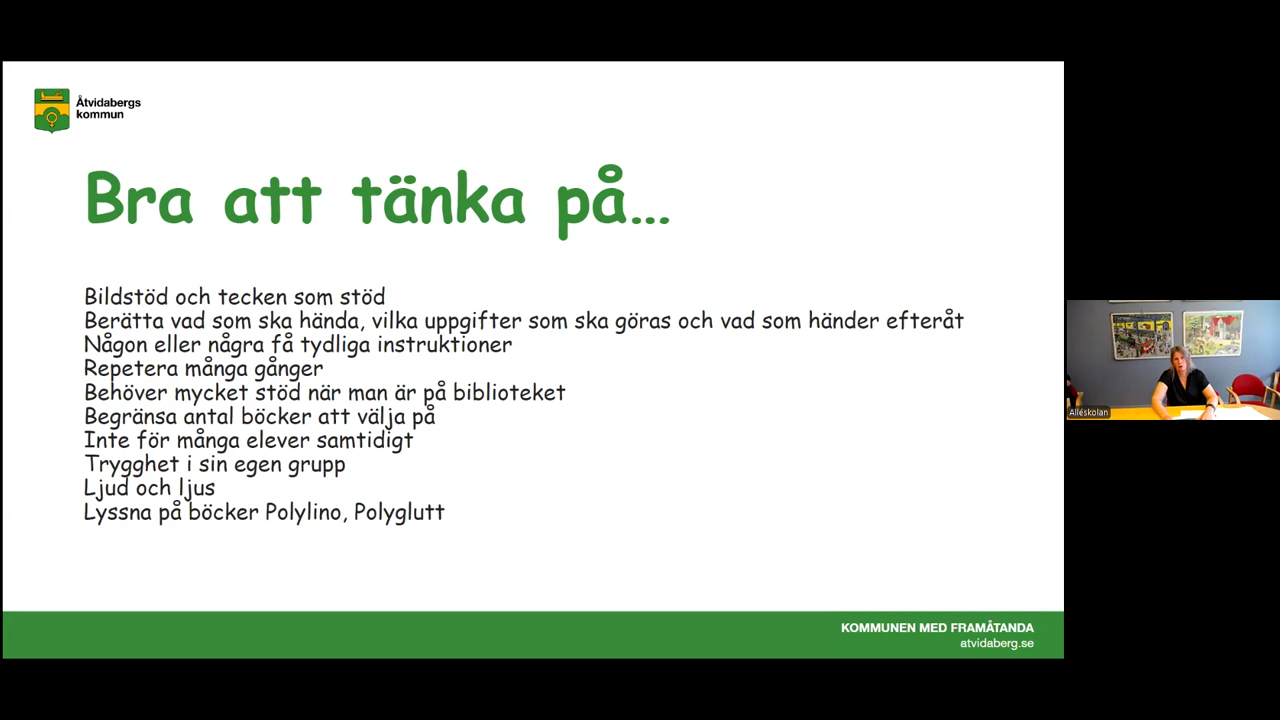 Åtvidabergs
kommun
Bra att tänka på...
Bildstöd och tecken som stöd
Berätta vad som ska hända, vilka uppgifter som ska göras och vad som händer efteråt
Någon eller några få tydliga instruktioner
Repetera många gånger
Behöver mycket stöd när man är på biblioteket
Begränsa antal böcker att välja på
Inte för många elever samtidigt
Trygghet i sin egen grupp
Ljud och ljus
Lyssna på böcker Polylino, Polyglutt
KOMMUNEN MED FRAMÅTANDA
atvidaberg.se
Alléskolan